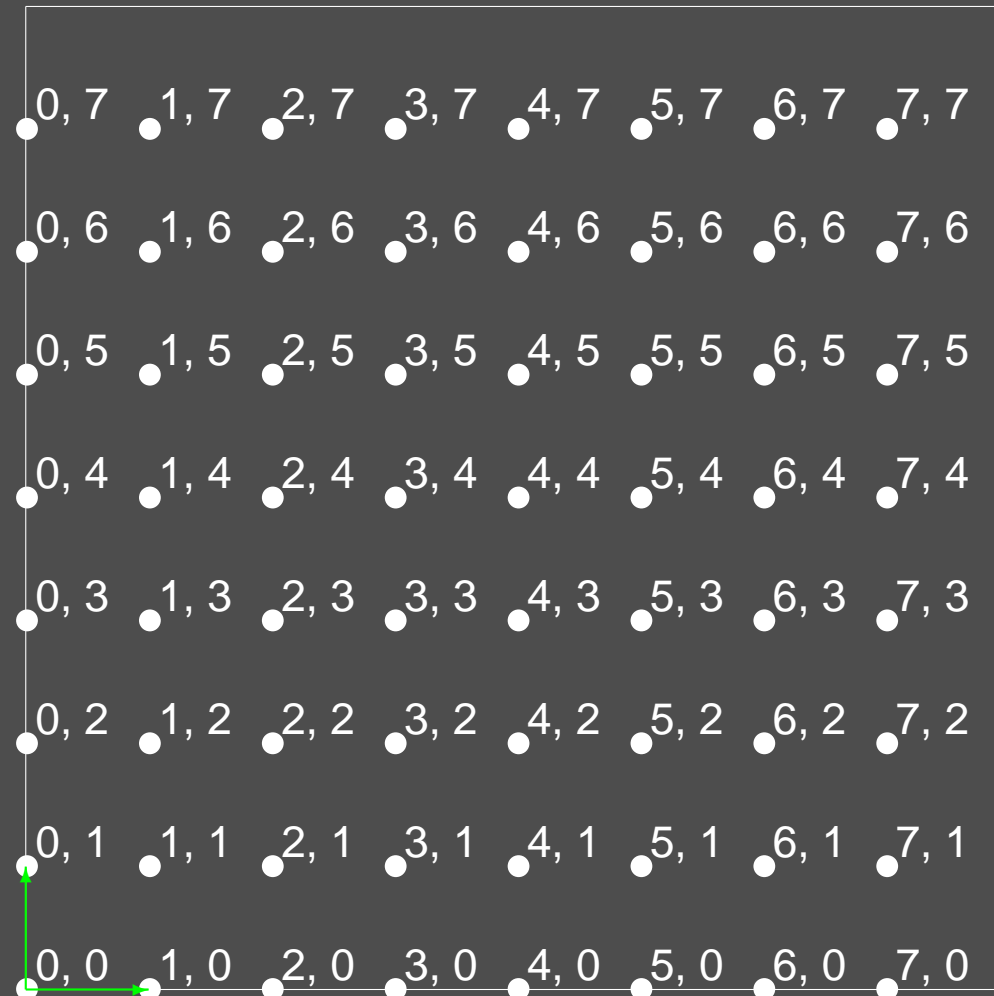 0, 7 1, 7 2, 7 3, 7 4, 7 5, 7 6, 7 7, 7
0, 6 1, 6 2, 6 3, 6 4, 6 5, 6 6, 6 7, 6
0, 5 1, 5 2, 5 3, 5 4, 5 5, 5 6, 5 7, 5
0, 4 1, 4 2, 4 3, 4 4, 4 5, 4 6, 4 7, 4
0, 3 1, 3 2, 3 3, 3 4, 3 5, 3 6, 3 7, 3
0, 2 1, 2 2, 2 3, 2 4, 2 5, 2 6, 2 7, 2
0, 1 1, 1 2, 1 3, 1 4, 1 5, 1 6, 1 7, 1
0, 0 1, 0 2, 0 3, 0 4, 0 5, 0 6, 0 7, 0